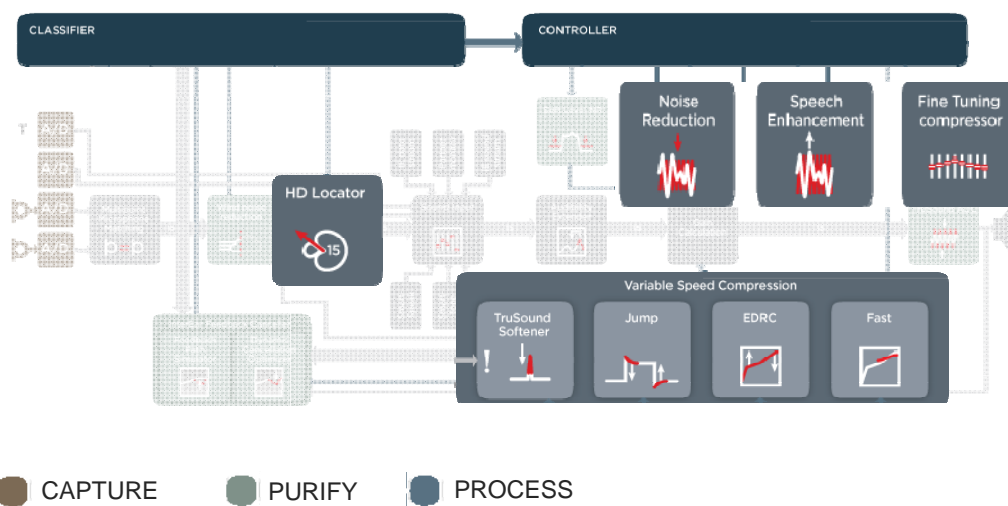 CLASSIFIER
CONTROLLER
Noise
Reduction
Speech
Enhancement
Fine Tuning
compressor
A/D
A/D
A/D
A/D
HD Locator
15
Variable Speed Compression
TruSound
Softener
Jump
EDRC
Fast
!
CAPTURE
PURIFY
PROCESS